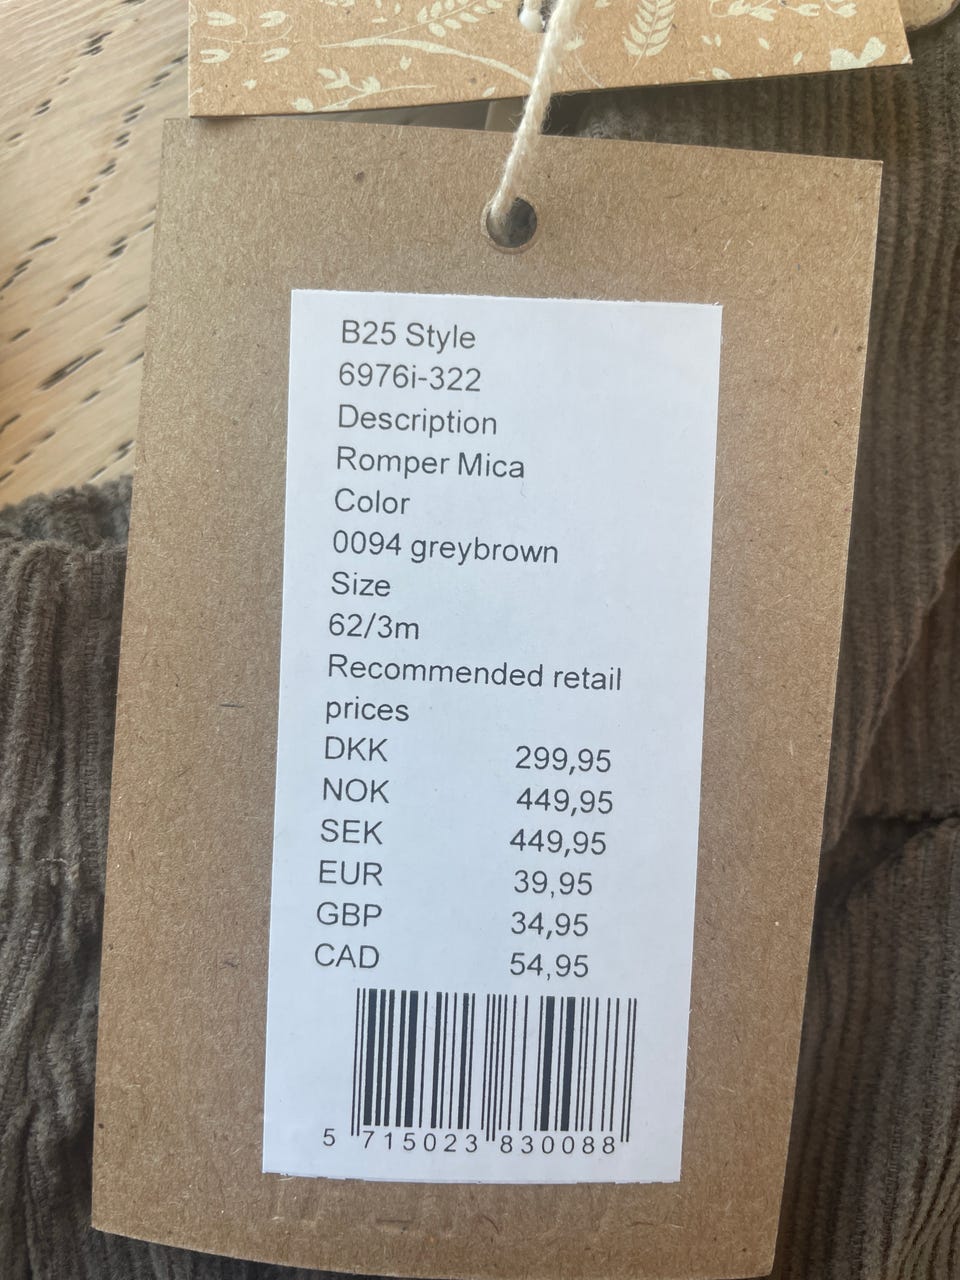 B25 Style
6976i-322
Description
Romper Mica
Color
0094 greybrown
Size
62/3m
Recommended retail
prices
DKK 299,95
NOK 449,95
SEK 449,95
EUR 39,95
GBP 34,95
CAD 54,95
5 715023 830088